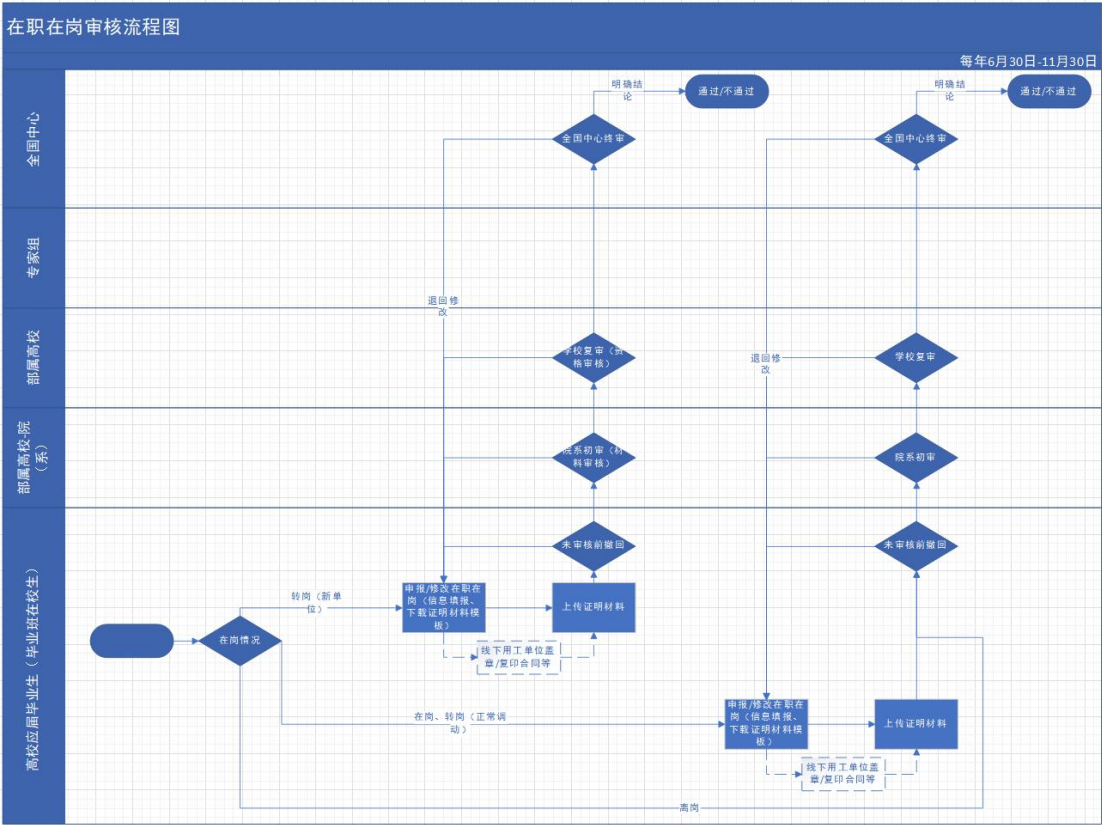 在职在岗审核流程图
每年6月30日-11月30日
全国中心
明确结
论
通过/不通过
全国中心终审
明确结
论
通过/不通过
全国中心终审
专家组
退回修
改
部属高校
学校复审（资
格审核）
退回修
改
学校复审
部属高校-院
（系）
院系初审（材
料审核）
院系初审
高校应届毕业生（毕业班在校生）
未审核前撤回
未审核前撤回
转岗（新单
位）
申报/修改在职在
岗（信息填报、
下载证明材料模
板）
上传证明材料
在岗情况
线下用工单位盖
章/复印合同等
在岗、转岗（正常调
动）
申报/修改在职在
岗（信息填报、
下载证明材料模
板）
上传证明材料
线下用工单位盖
章/复印合同等
离岗